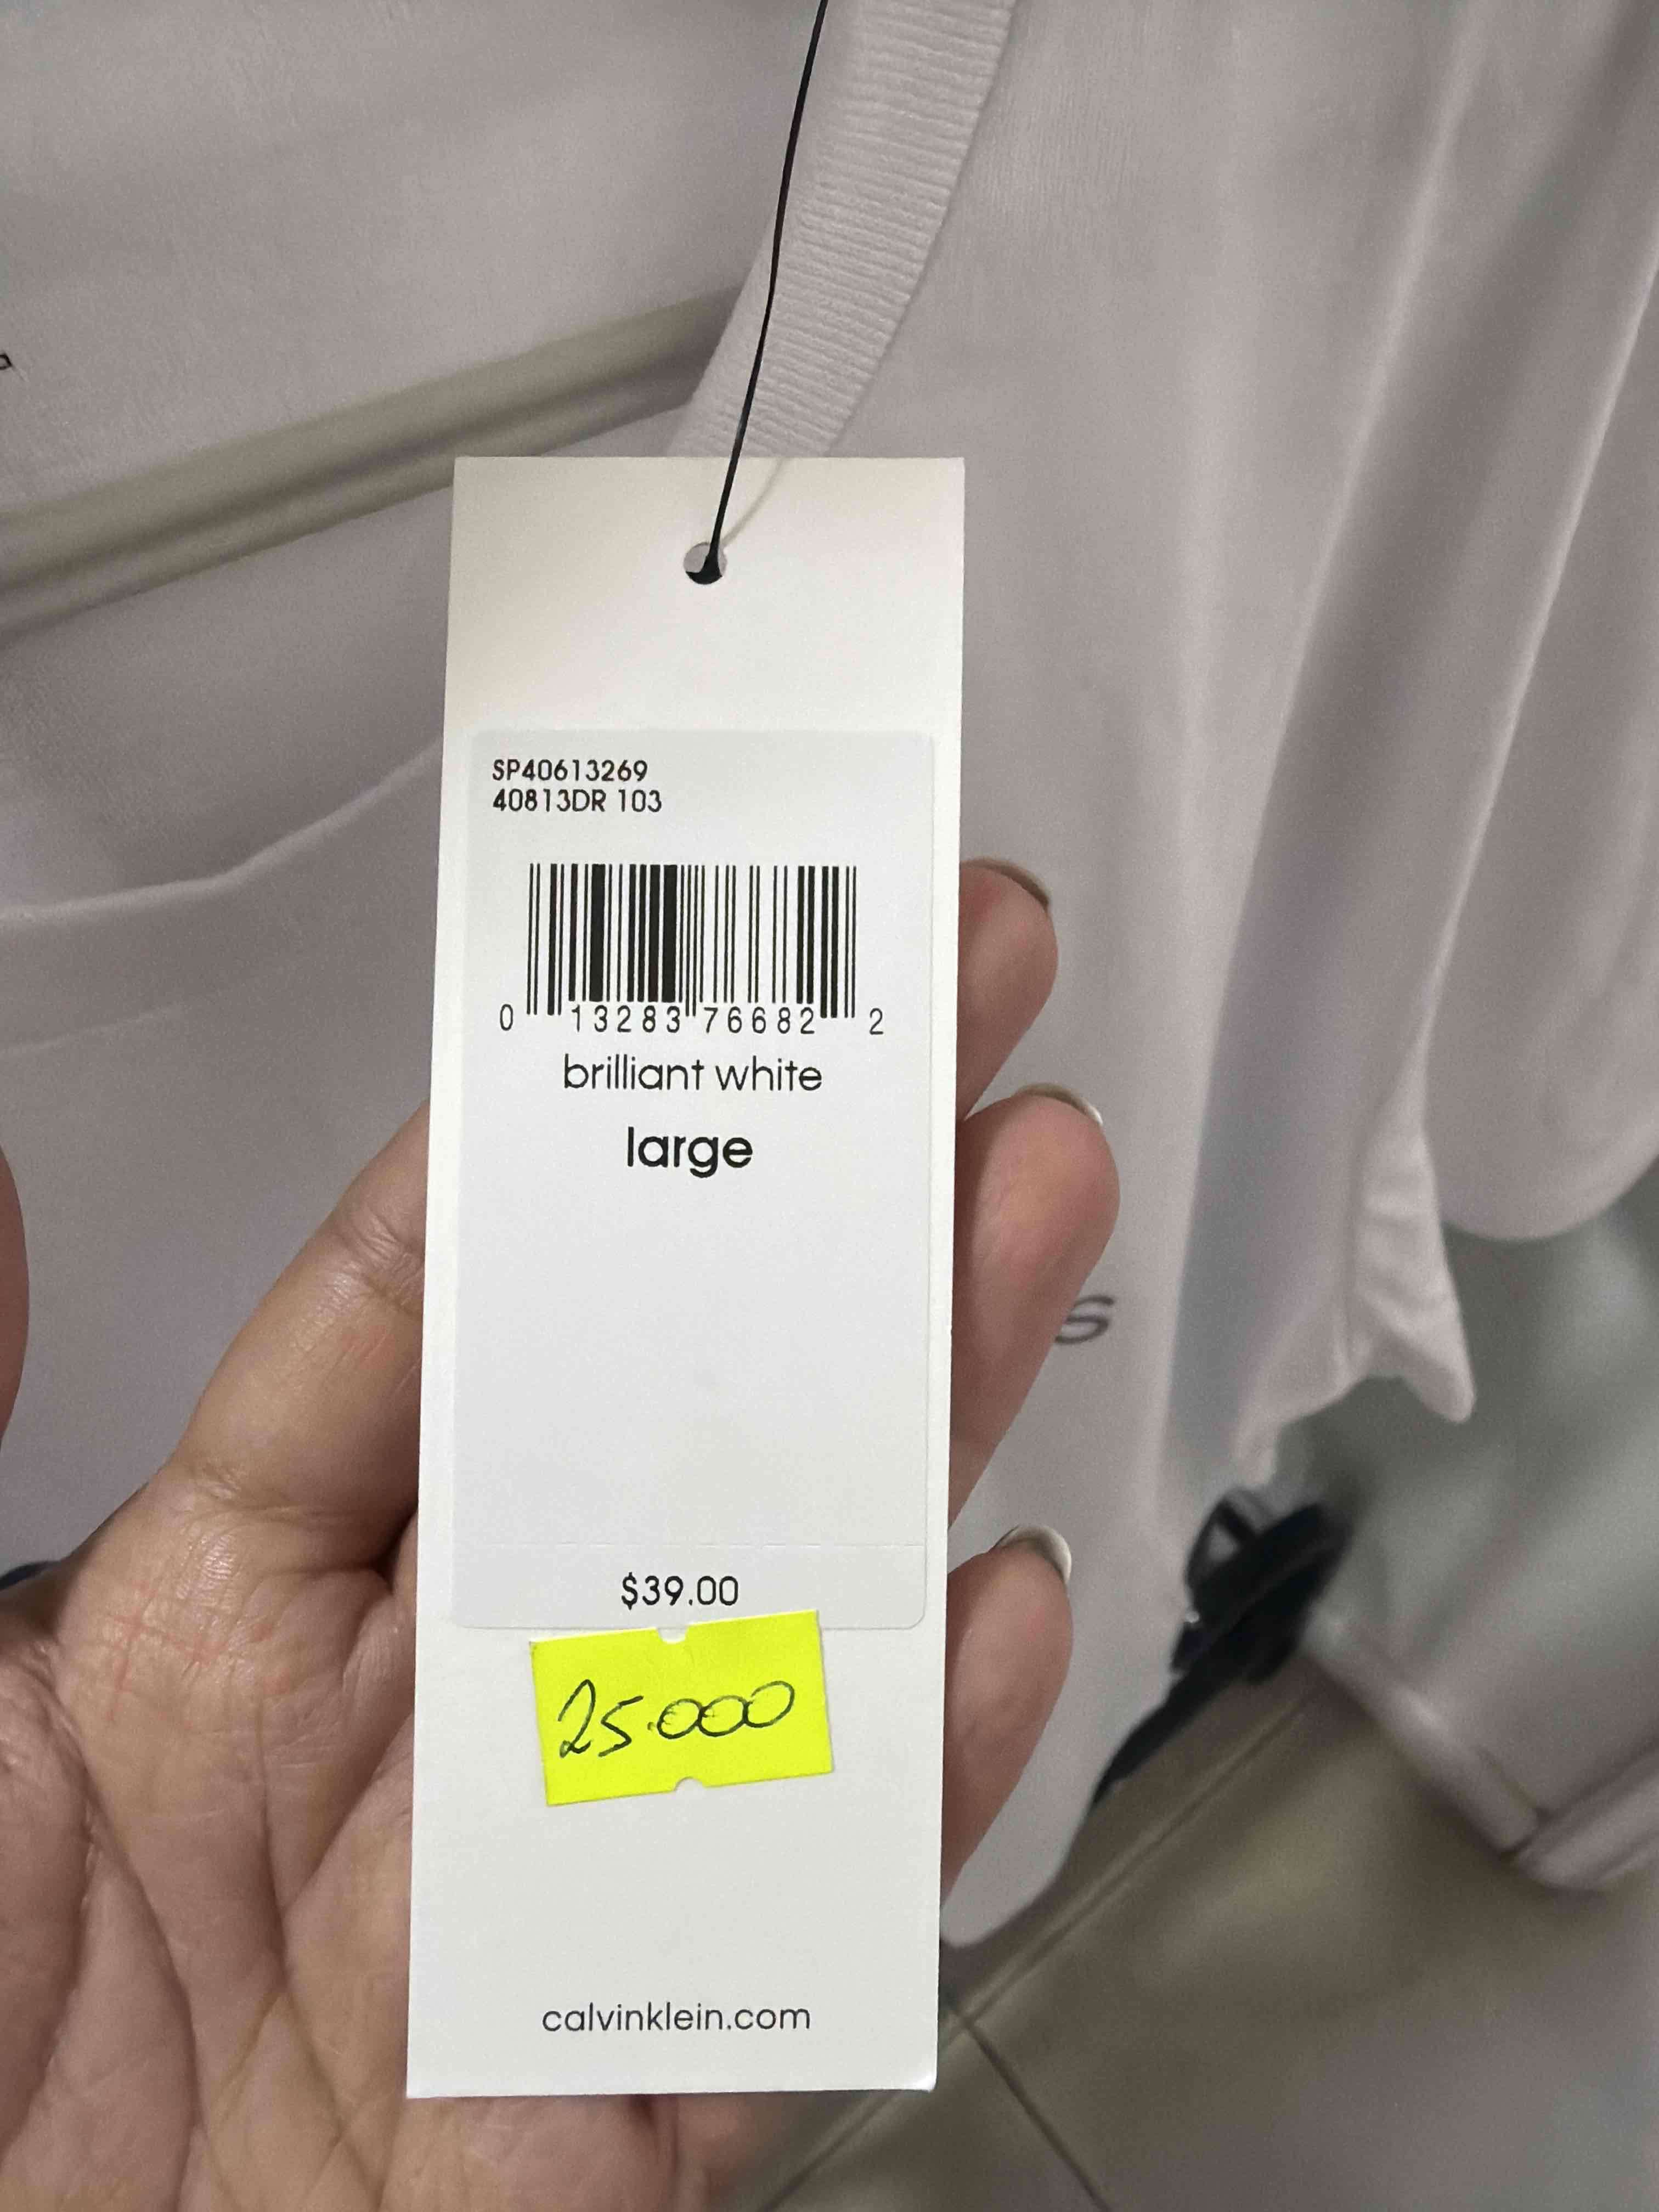 SP40613269
40813DR 103
0 13283 76682 2
brilliant white
large
S
$39.00
25.000
calvinklein.com